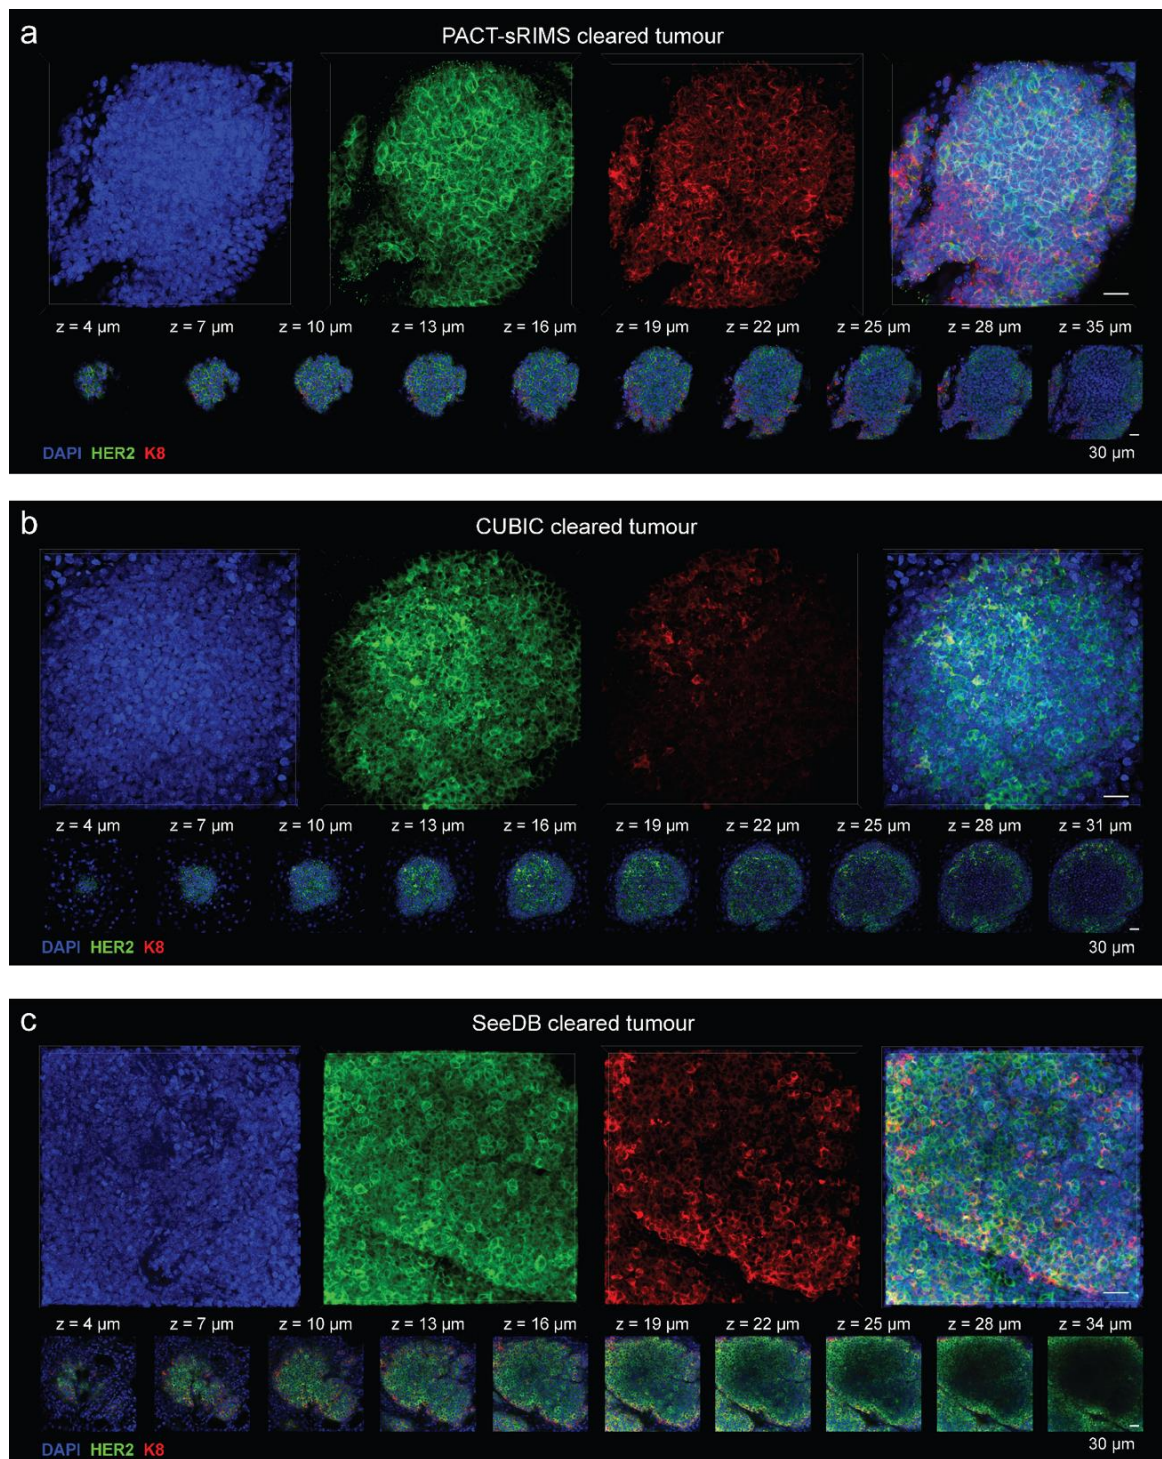 a
PACT-sRIMS cleared tumour
z = 4 µm z = 7 µm z = 10 µm z = 13 µm z = 16 µm z = 19 µm z = 22 µm z = 25 µm z = 28 µm z = 35 µm
DAPI HER2 K8
30 µm
b
CUBIC cleared tumour
z = 4 µm z = 7 µm z = 10 µm z = 13 µm z = 16 µm z = 19 µm z = 22 µm z = 25 µm z = 28 µm z = 31 µm
DAPI HER2 K8
30 µm
c
SeeDB cleared tumour
z = 4 µm z = 7 µm z = 10 µm z = 13 µm z = 16 µm z = 19 µm z = 22 µm z = 25 µm z = 28 µm z = 34 µm
DAPI HER2 K8
30 µm